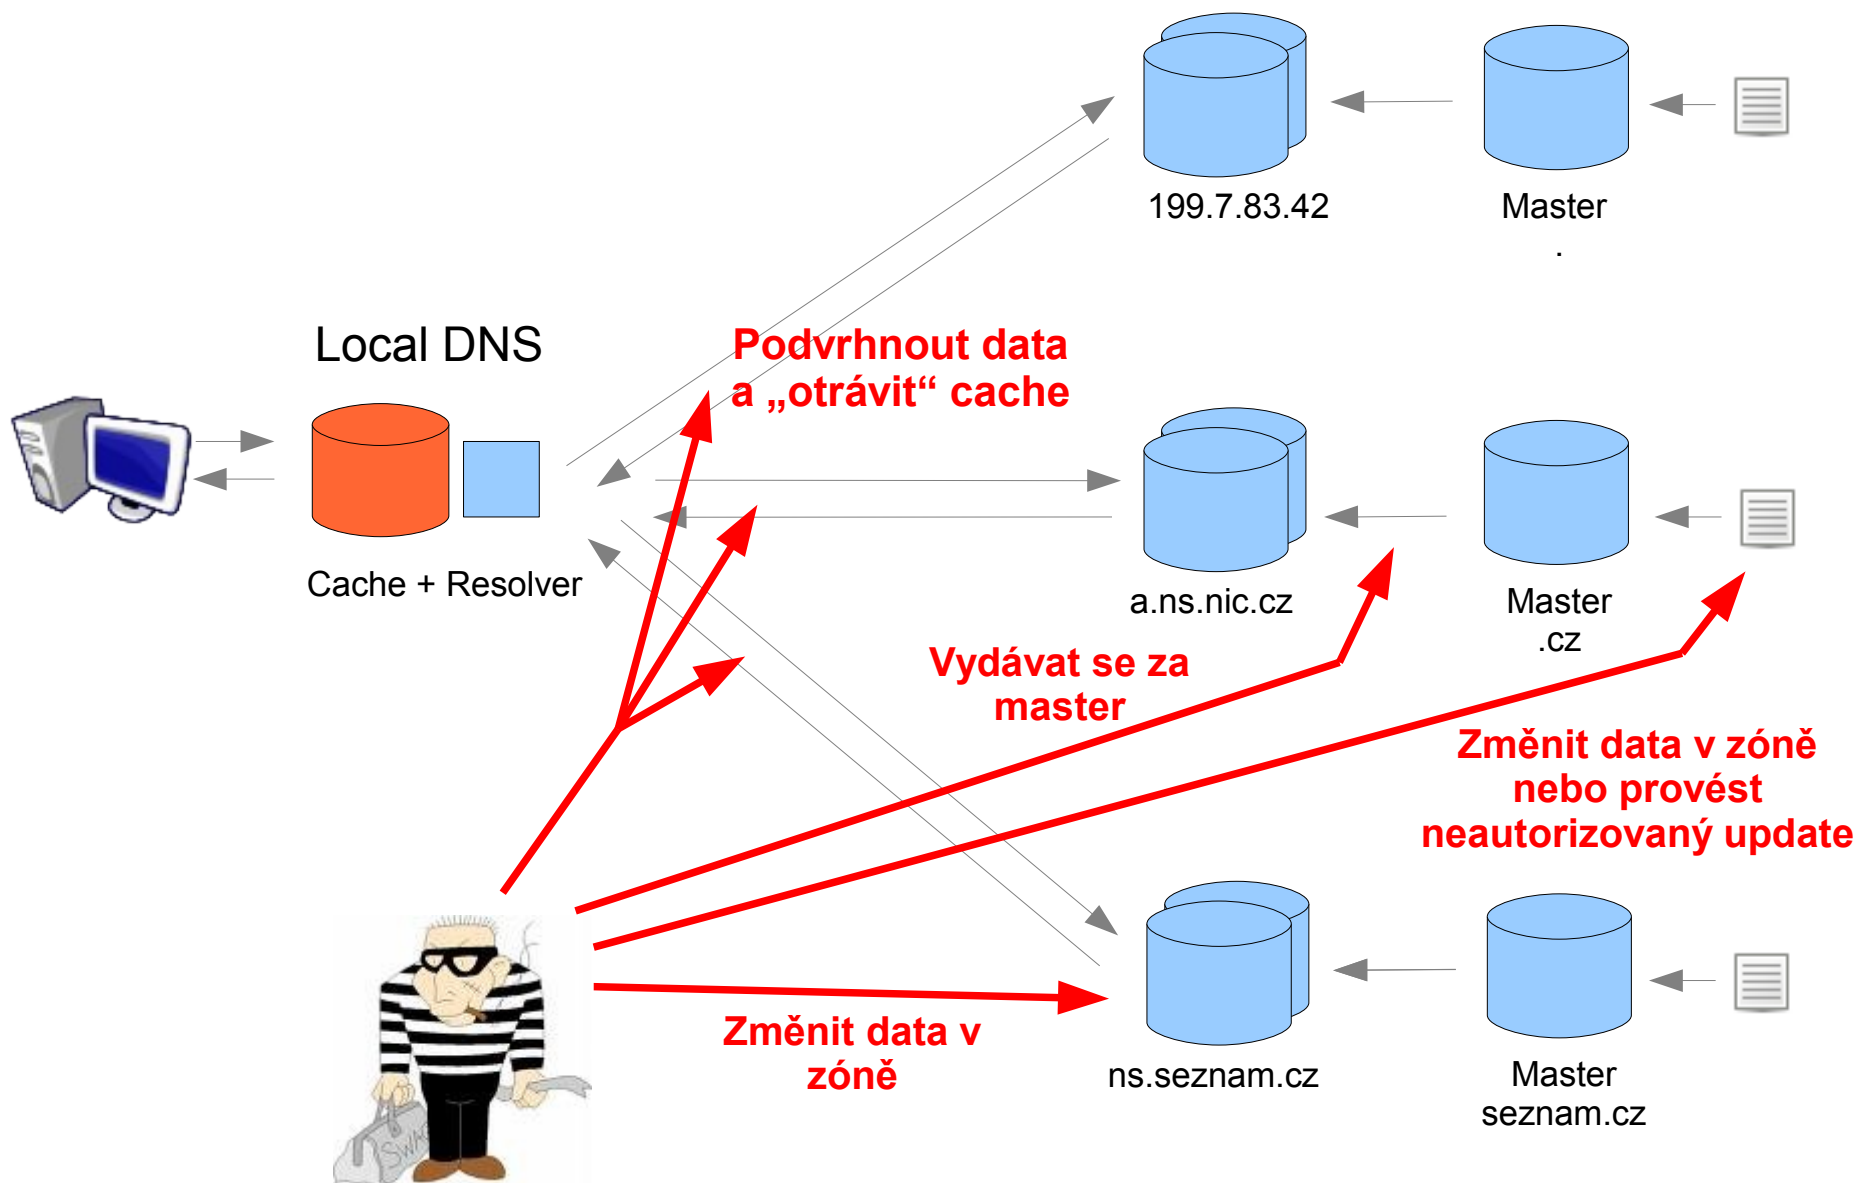 199.7.83.42
Master
.
Local DNS
Podvrhnout data
a „otrávit“ cache
Cache + Resolver
a.ns.nic.cz
Master
.cz
Vydávat se za
master
Změnit data v zóně
nebo provést
neautorizovaný update
Změnit data v
zóně
ns.seznam.cz
Master
seznam.cz
SWAG